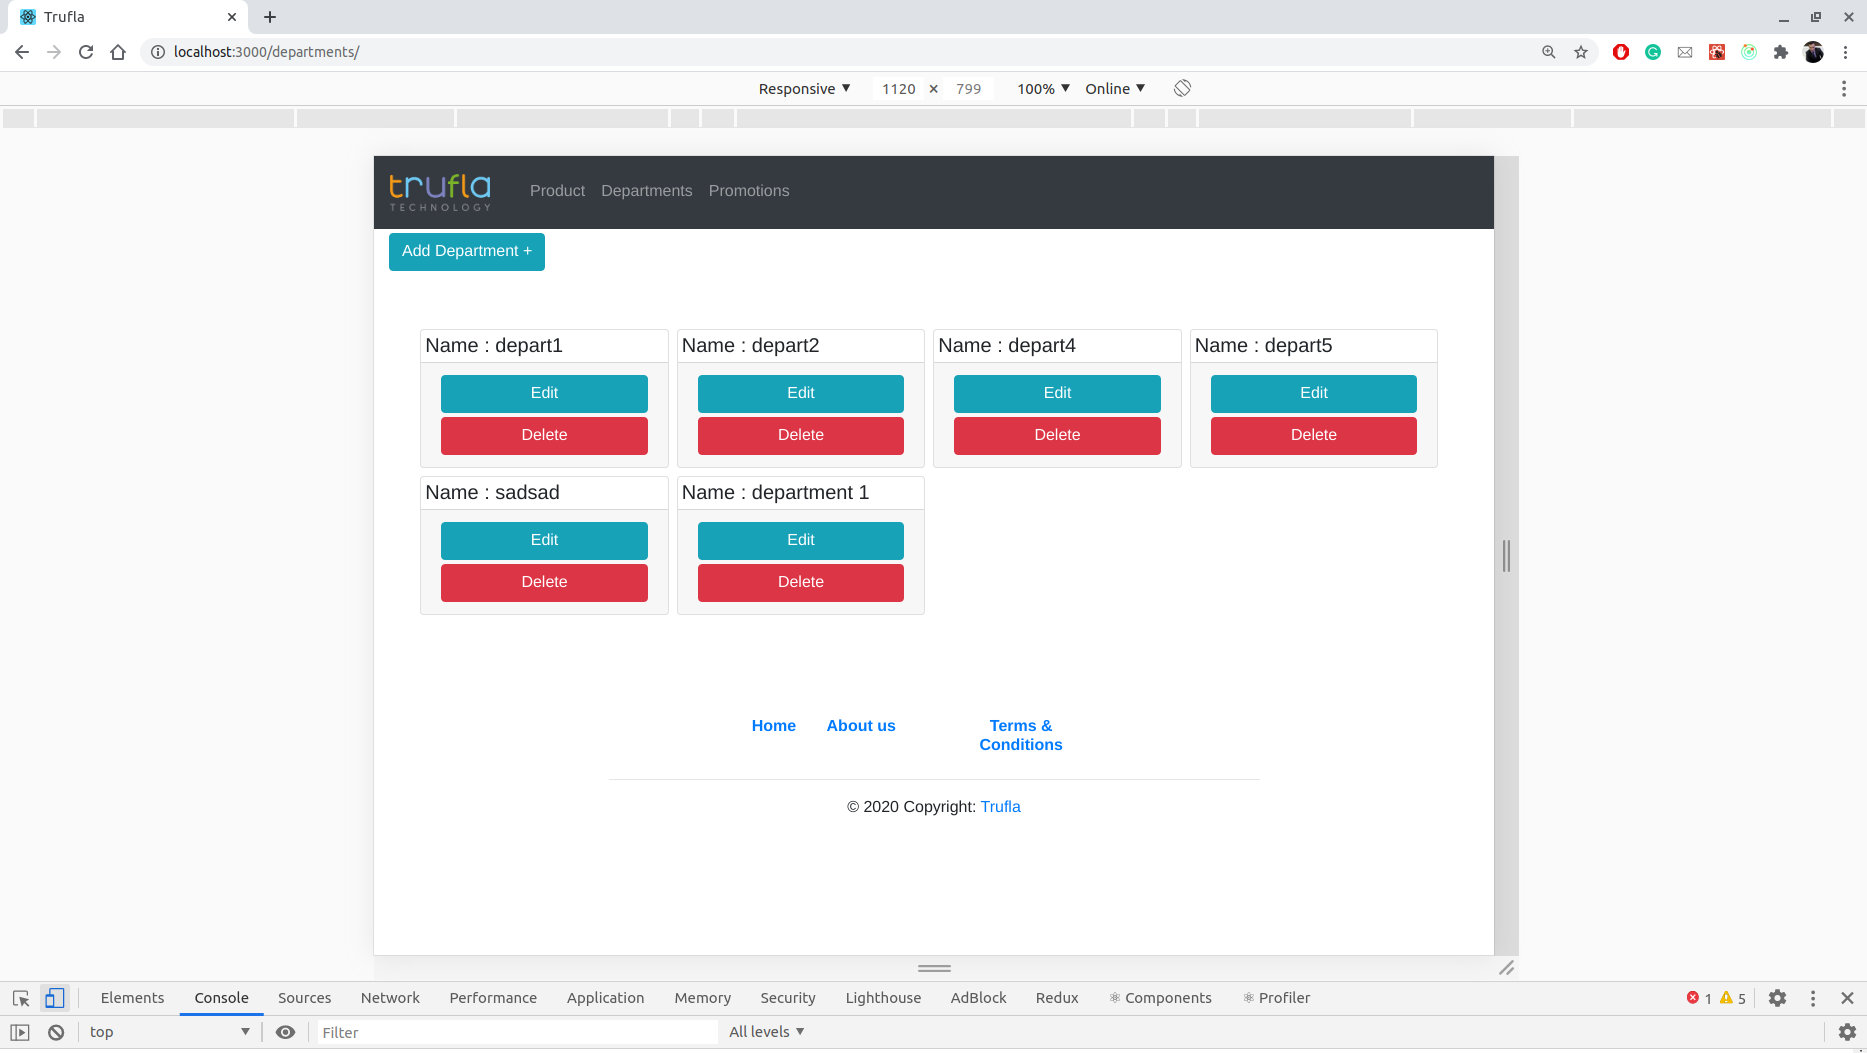 Trufla
localhost:3000/departments/
Responsive 1120 × 799 100% Online
trufla
TECHNOLOGY
Product Departments Promotions
Add Department +
Name : depart1 Name : depart2 Name : depart4 Name : depart5
Edit Edit Edit Edit
Delete Delete Delete Delete
Name : sadsad Name : department 1
Edit Edit
Delete Delete
Home About us Terms &
Conditions
© 2020 Copyright: Trufla
Elements Console Sources Network Performance Application Memory Security Lighthouse AdBlock Redux ⚛ Components ⚛ Profiler 1 5
top Filter All levels